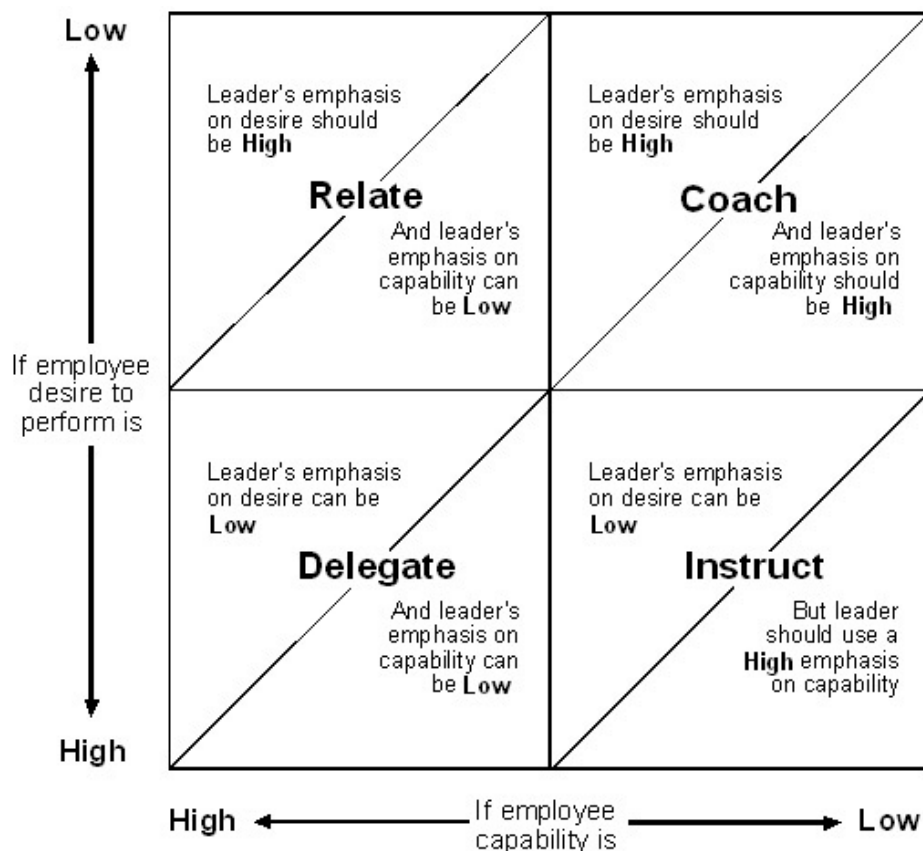 Low
If employee
desire to
perform is
High
Leader's emphasis
on desire should
be High
Relate
And leader's
emphasis on
capability can
be Low
Leader's emphasis
on desire should
be High
Coach
And leader's
emphasis on
capability should
be High
Leader's emphasis
on desire can be
Low
Delegate
And leader's
emphasis on
capability can
be Low
Leader's emphasis
on desire can be
Low
Instruct
But leader
should use a
High emphasis
on capability
High
If employee
capability is
Low